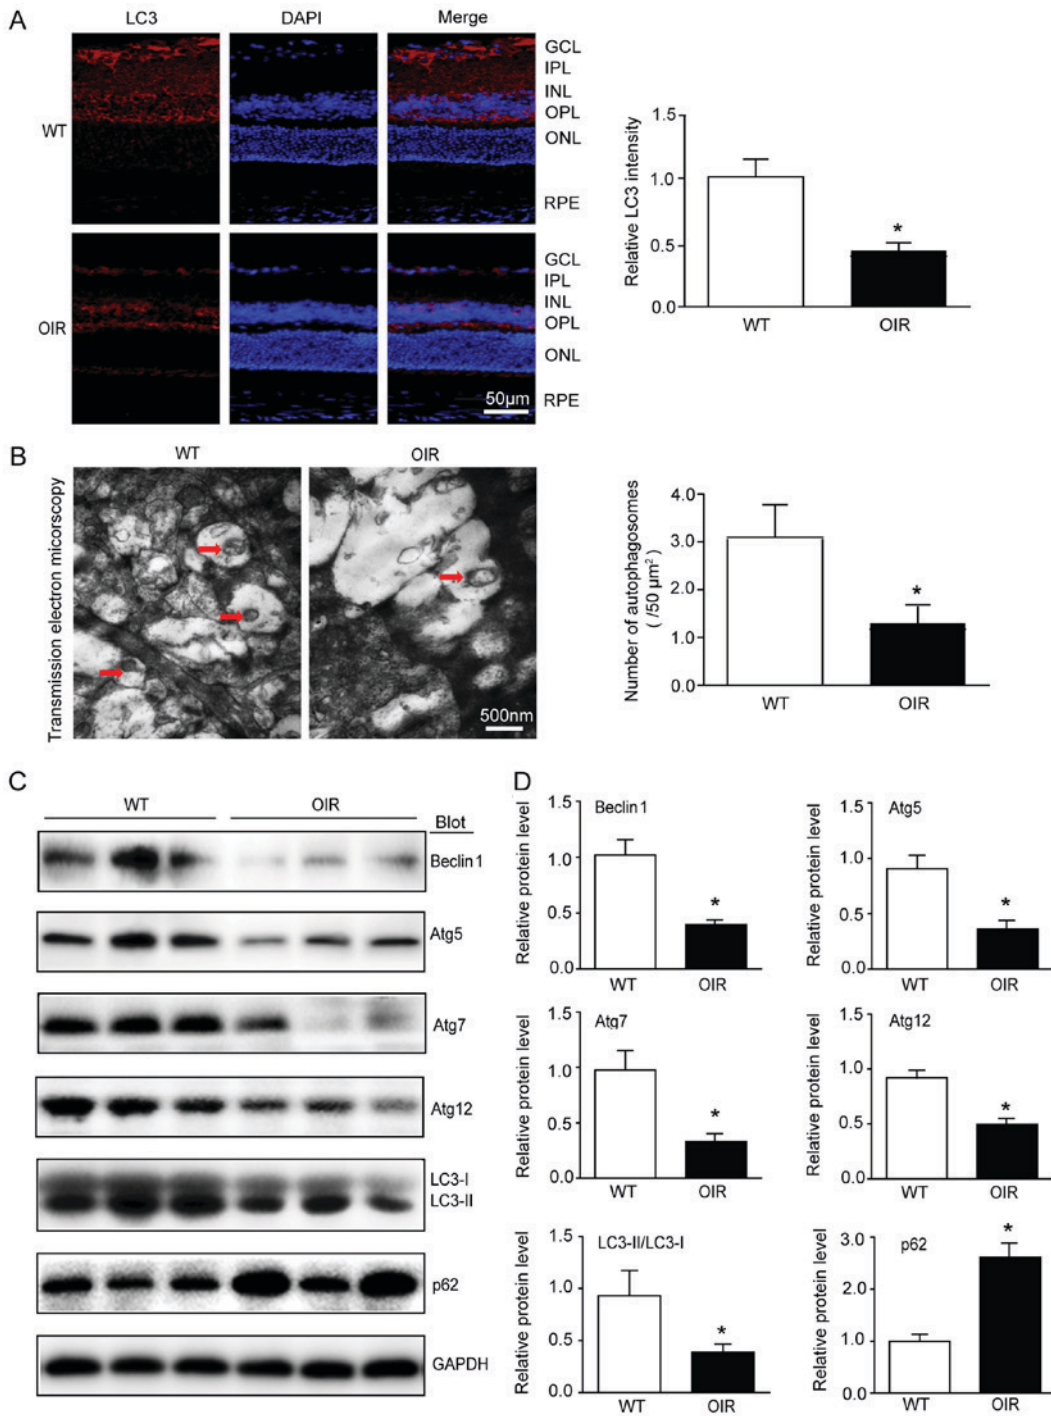 A
LC3 DAPI Merge
WT
GCL
IPL
INL
OPL
ONL
RPE
OIR
GCL
IPL
INL
OPL
ONL
RPE
50µm
Relative LC3 intensity
1.5
1.0
0.5
0.0
WT OIR
*
B
WT OIR
Transmission electron micorscopy
500nm
Number of autophagosomes
( /50 µm²)
4.0
3.0
2.0
1.0
0.0
WT OIR
*
C
WT OIR
Blot
Beclin1
Atg5
Atg7
Atg12
LC3-I
LC3-II
p62
GAPDH
D
Relative protein level
1.5
1.0
0.5
0.0
Beclin1
*
WT OIR
Relative protein level
1.5
1.0
0.5
0.0
Atg5
*
WT OIR
Relative protein level
1.5
1.0
0.5
0.0
Atg7
*
WT OIR
Relative protein level
1.5
1.0
0.5
0.0
Atg12
*
WT OIR
Relative protein level
1.5
1.0
0.5
0.0
LC3-II/LC3-I
*
WT OIR
Relative protein level
3.0
2.0
1.0
0.0
p62
*
WT OIR